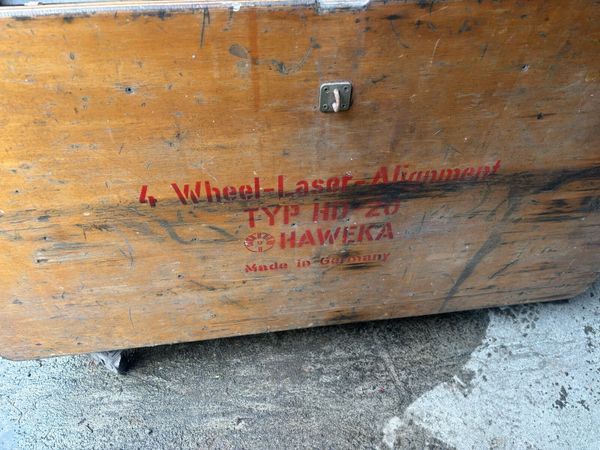 4 Wheel-Laser-Alignment
TYP HD 20
HAWEKA
Made in Germany